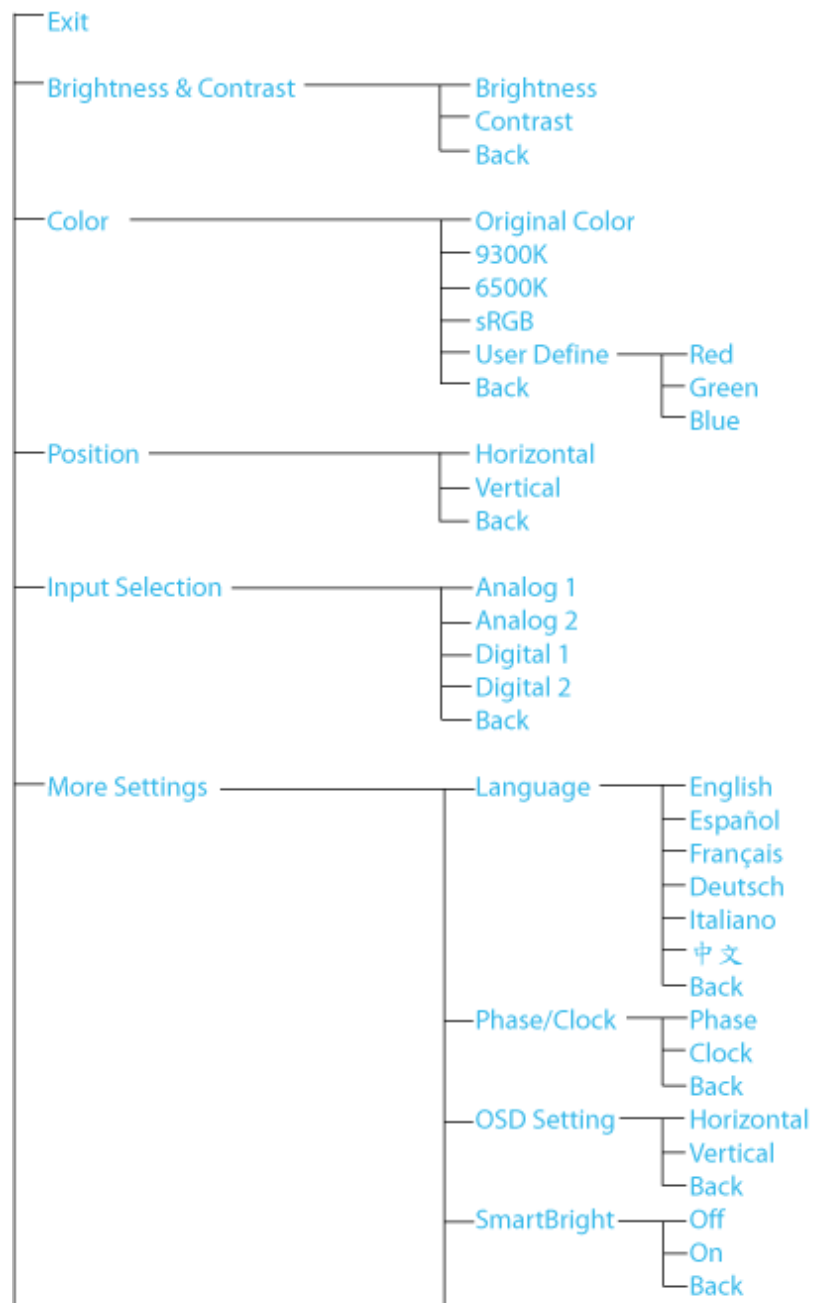 Exit
Brightness & Contrast Brightness
Contrast
Back
Color Original Color
9300K
6500K
sRGB
User Define Red
Back Green
Blue
Position Horizontal
Vertical
Back
Input Selection Analog 1
Analog 2
Digital 1
Digital 2
Back
More Settings Language English
Español
Français
Deutsch
Italiano
中文
Back
Phase/Clock Phase
Clock
Back
OSD Setting Horizontal
Vertical
Back
SmartBright Off
On
Back